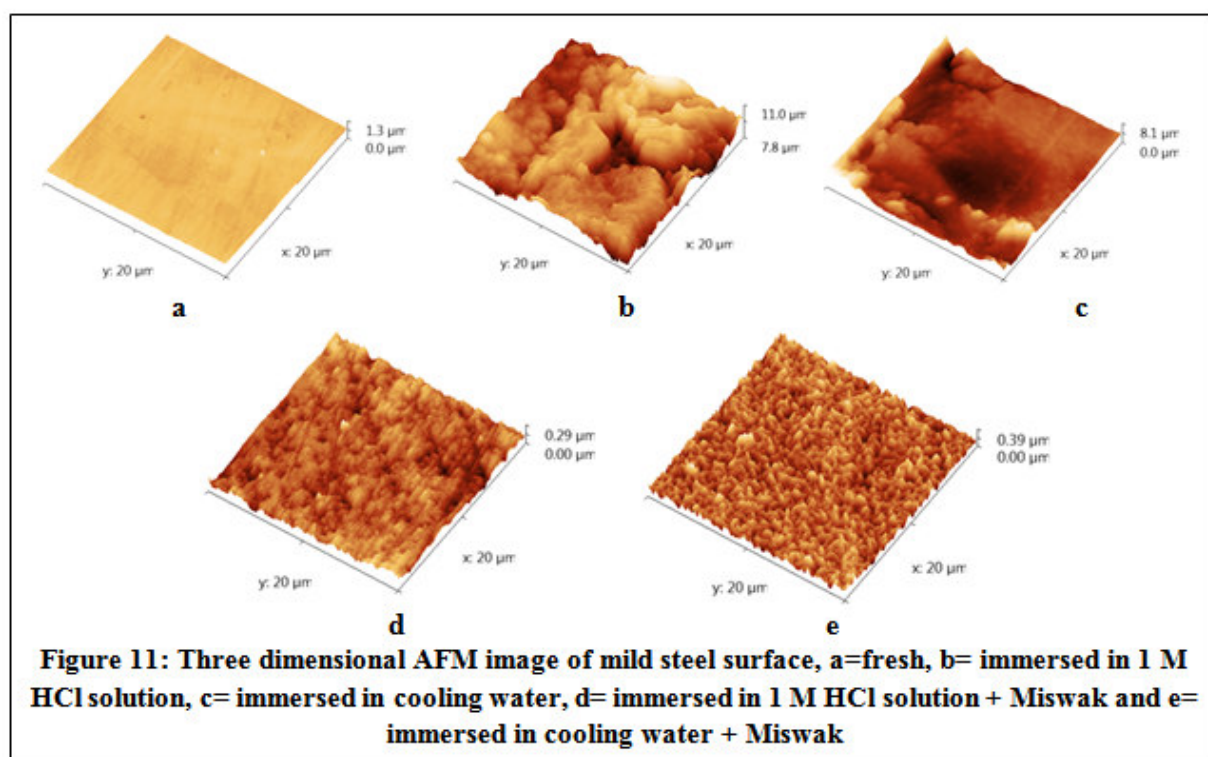 1.3 µm
0.0 µm
x: 20 µm
y: 20 µm
a
11.0 µm
7.8 µm
x: 20 µm
y: 20 µm
b
8.1 µm
0.0 µm
x: 20 µm
y: 20 µm
c
0.29 µm
0.00 µm
x: 20 µm
y: 20 µm
d
0.39 µm
0.00 µm
x: 20 µm
y: 20 µm
e
Figure 11: Three dimensional AFM image of mild steel surface, a=fresh, b= immersed in 1 M
HCl solution, c= immersed in cooling water, d= immersed in 1 M HCl solution + Miswak and e=
immersed in cooling water + Miswak